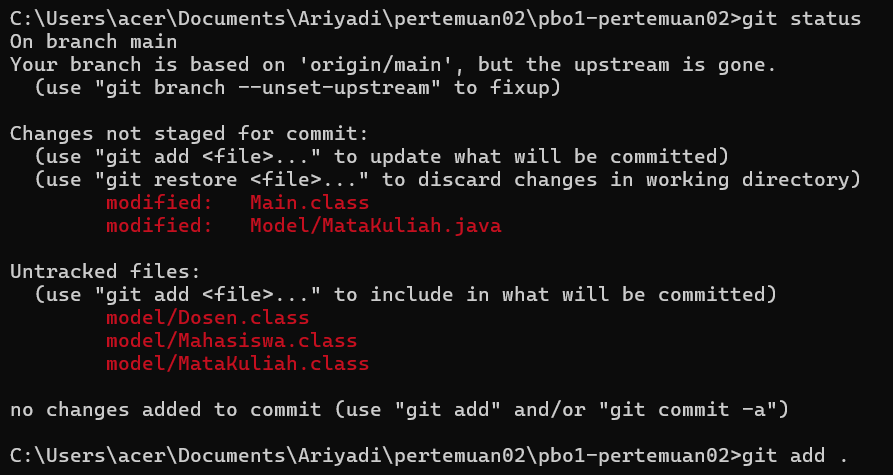 C:\Users\acer\Documents\Ariyadi\pertemuan02\pbo1-pertemuan02>git status
On branch main
Your branch is based on 'origin/main', but the upstream is gone.
  (use "git branch --unset-upstream" to fixup)

Changes not staged for commit:
  (use "git add <file>..." to update what will be committed)
  (use "git restore <file>..." to discard changes in working directory)
        modified:   Main.class
        modified:   Model/MataKuliah.java

Untracked files:
  (use "git add <file>..." to include in what will be committed)
        model/Dosen.class
        model/Mahasiswa.class
        model/MataKuliah.class

no changes added to commit (use "git add" and/or "git commit -a")

C:\Users\acer\Documents\Ariyadi\pertemuan02\pbo1-pertemuan02>git add .